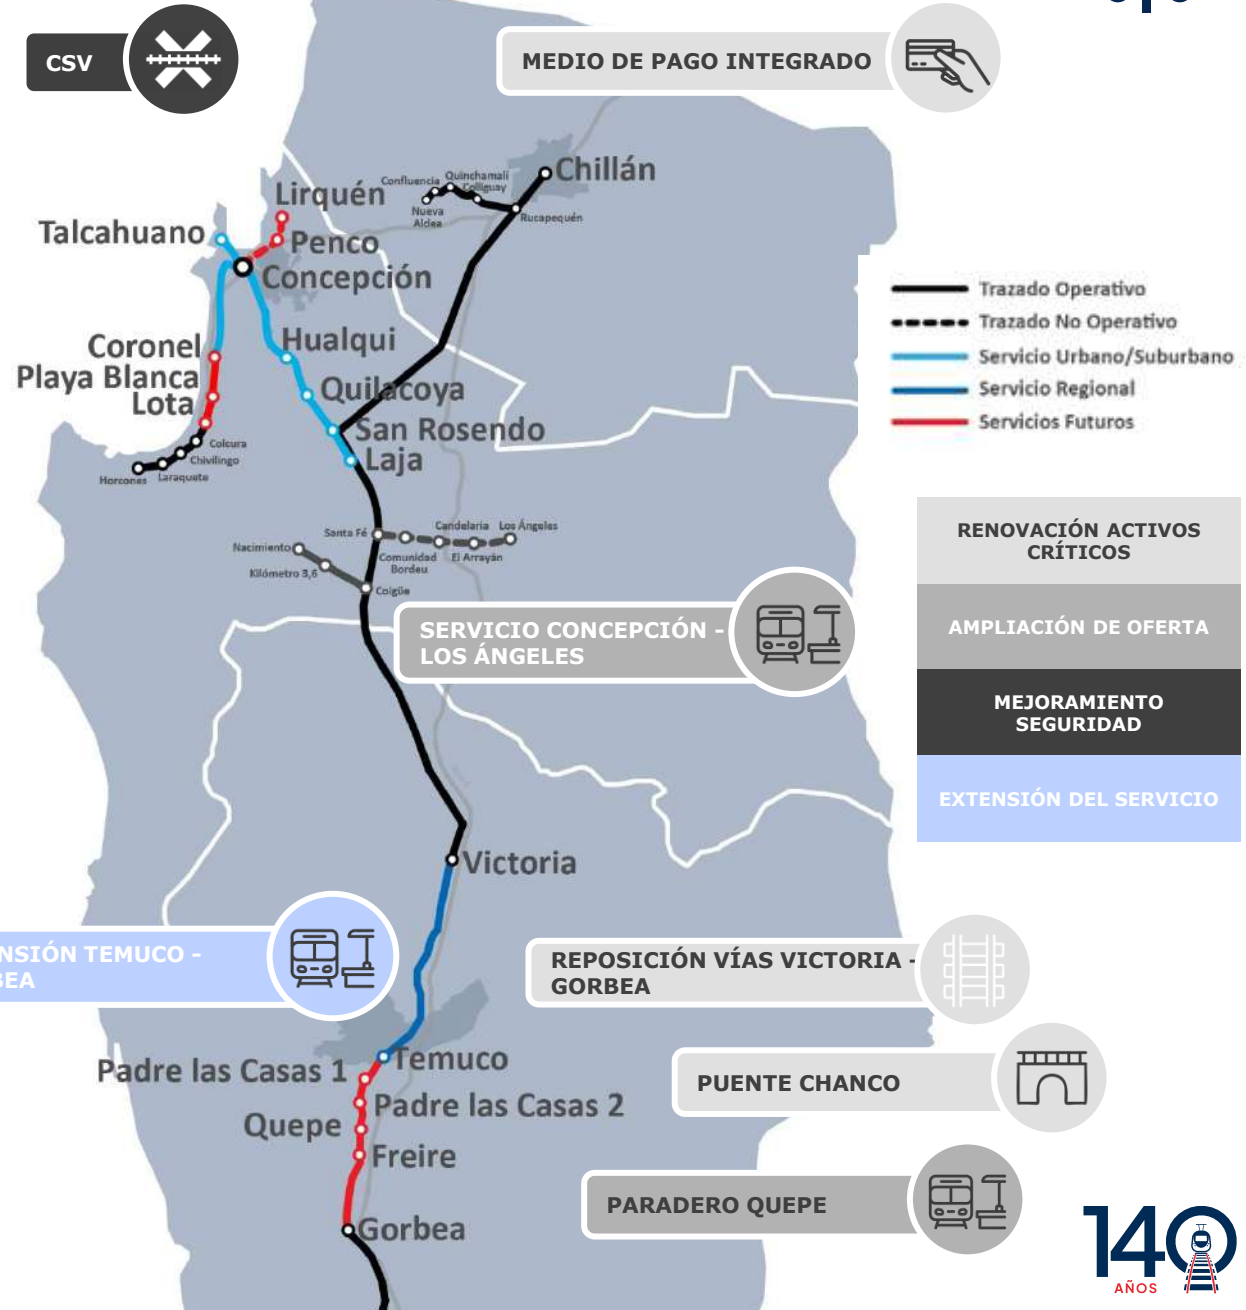 CSV
MEDIO DE PAGO INTEGRADO
Chillán
Confluencia
Quinchamalí
Colliguay
Nueva
Aldea
Rucapequén
Lirquén
Talcahuano
Penco
Concepción
Trazado Operativo
Trazado No Operativo
Servicio Urbano/Suburbano
Servicio Regional
Servicios Futuros
Coronel
Hualqui
Playa Blanca
Quilacoya
Lota
San Rosendo
Colcura
Chivilingo
Laja
Horcones
Laraquete
RENOVACIÓN ACTIVOS
CRÍTICOS
AMPLIACIÓN DE OFERTA
MEJORAMIENTO
SEGURIDAD
EXTENSIÓN DEL SERVICIO
Santa Fé
Candelaria
Los Ángeles
Comunidad
Bordeu
El Arrayán
Nacimiento
Kilómetro 3,6
Coigüe
SERVICIO CONCEPCIÓN -
LOS ÁNGELES
Victoria
NSIÓN TEMUCO -
BEA
REPOSICIÓN VÍAS VICTORIA -
GORBEA
Temuco
Padre las Casas 1
PUENTE CHANCO
Padre las Casas 2
Quepe
Freire
PARADERO QUEPE
Gorbea
140
AÑOS